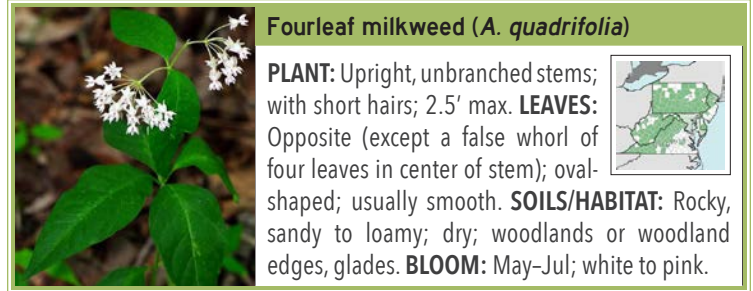 Fourleaf milkweed (A. quadrifolia)
PLANT: Upright, unbranched stems;
with short hairs; 2.5′ max. LEAVES:
Opposite (except a false whorl of
four leaves in center of stem); oval-
shaped; usually smooth. SOILS/HABITAT: Rocky,
sandy to loamy; dry; woodlands or woodland
edges, glades. BLOOM: May–Jul; white to pink.